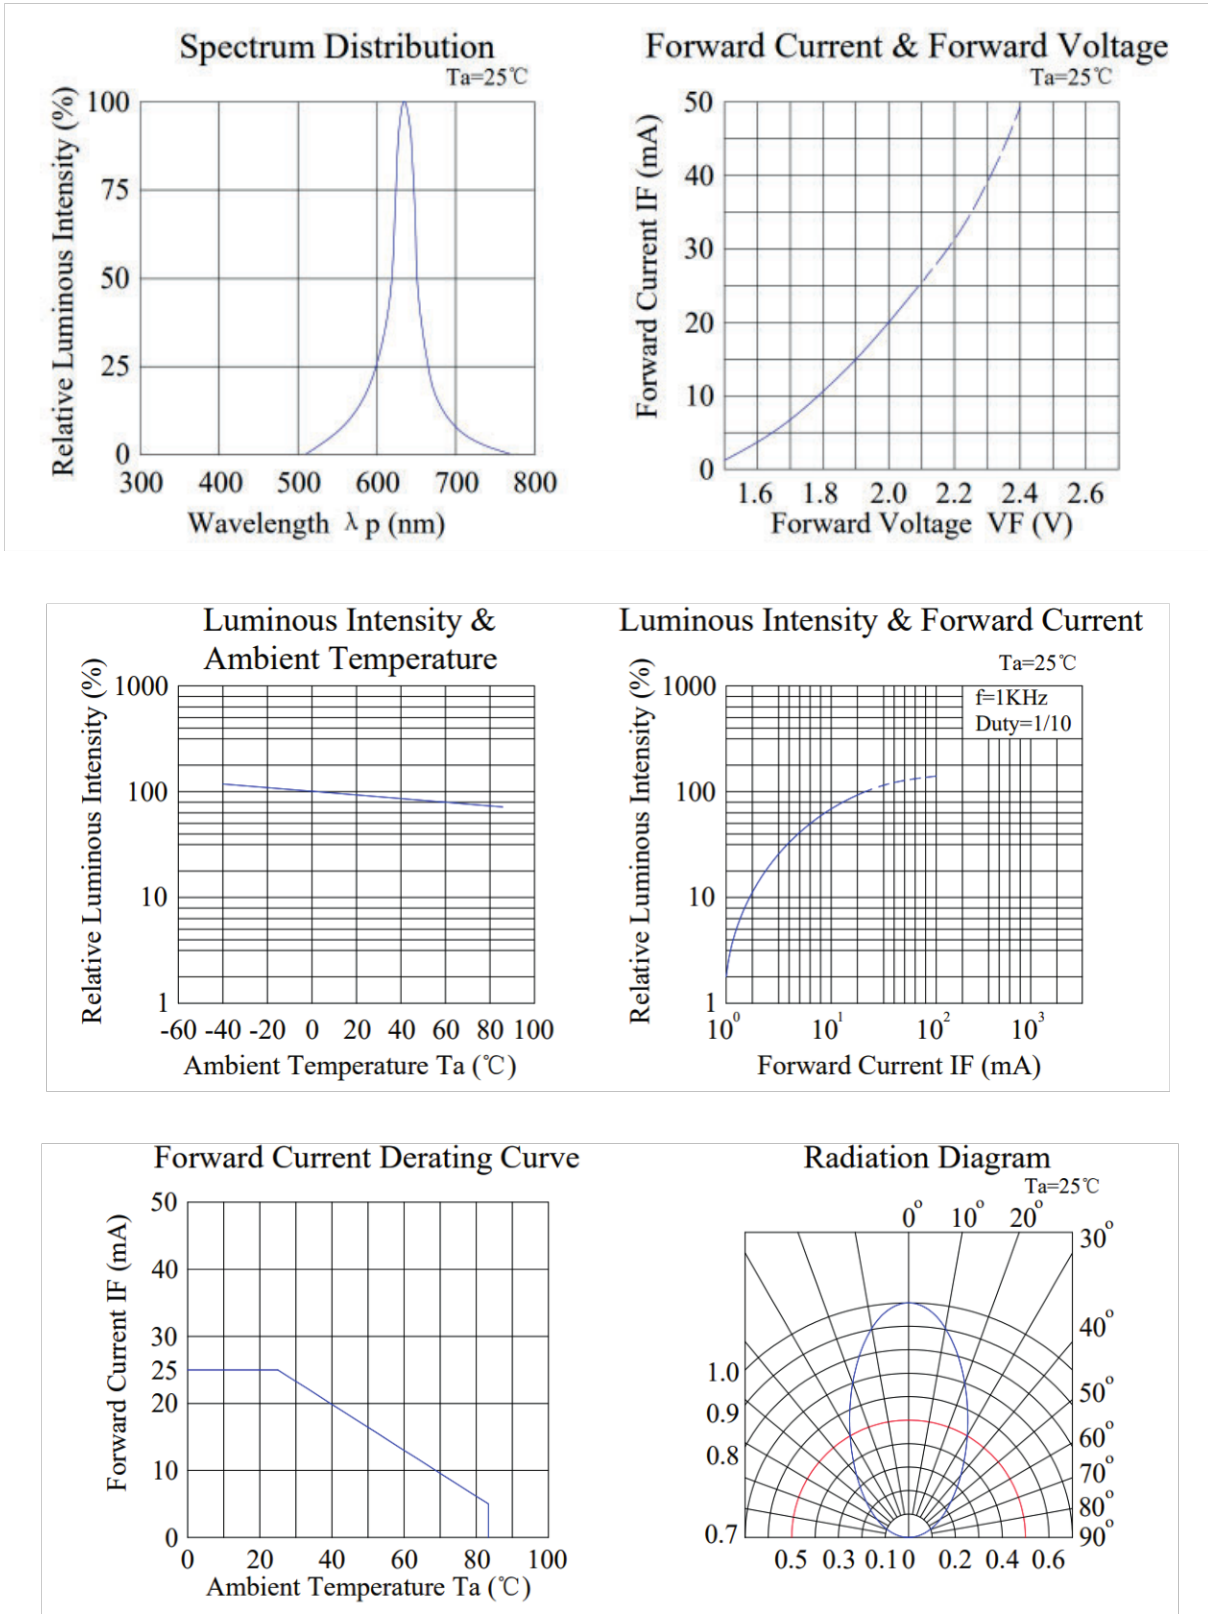 Spectrum Distribution
Ta=25℃
Relative Luminous Intensity (%)
100
75
50
25
0
300 400 500 600 700 800
Wavelength λp (nm)
Forward Current & Forward Voltage
Ta=25℃
Forward Current IF (mA)
50
40
30
20
10
0
1.6 1.8 2.0 2.2 2.4 2.6
Forward Voltage VF (V)
Luminous Intensity &
Ambient Temperature
Relative Luminous Intensity (%)
1000
100
10
1
-60 -40 -20 0 20 40 60 80 100
Ambient Temperature Ta (℃)
Luminous Intensity & Forward Current
Ta=25℃
f=1KHz
Duty=1/10
Relative Luminous Intensity (%)
1000
100
10
1
10⁰ 10¹ 10² 10³
Forward Current IF (mA)
Forward Current Derating Curve
Forward Current IF (mA)
50
40
30
25
20
10
0
0 20 40 60 80 100
Ambient Temperature Ta (℃)
Radiation Diagram
Ta=25℃
0° 10° 20°
30°
40°
50°
60°
70°
80°
90°
1.0
0.9
0.8
0.7
0.5 0.3 0.1 0 0.2 0.4 0.6